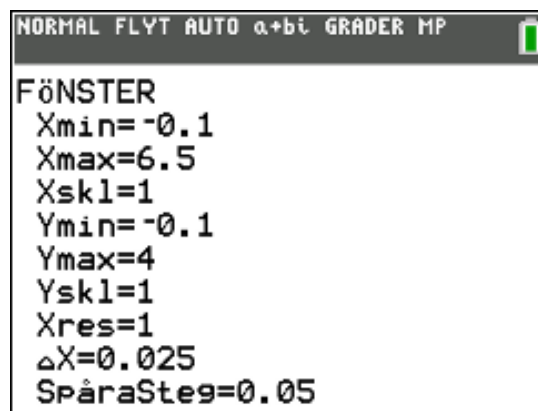 NORMAL FLYT AUTO a+bi GRADER MP
FöNSTER
Xmin=-0.1
Xmax=6.5
Xskl=1
Ymin=-0.1
Ymax=4
Yskl=1
Xres=1
△X=0.025
SpåraSteg=0.05